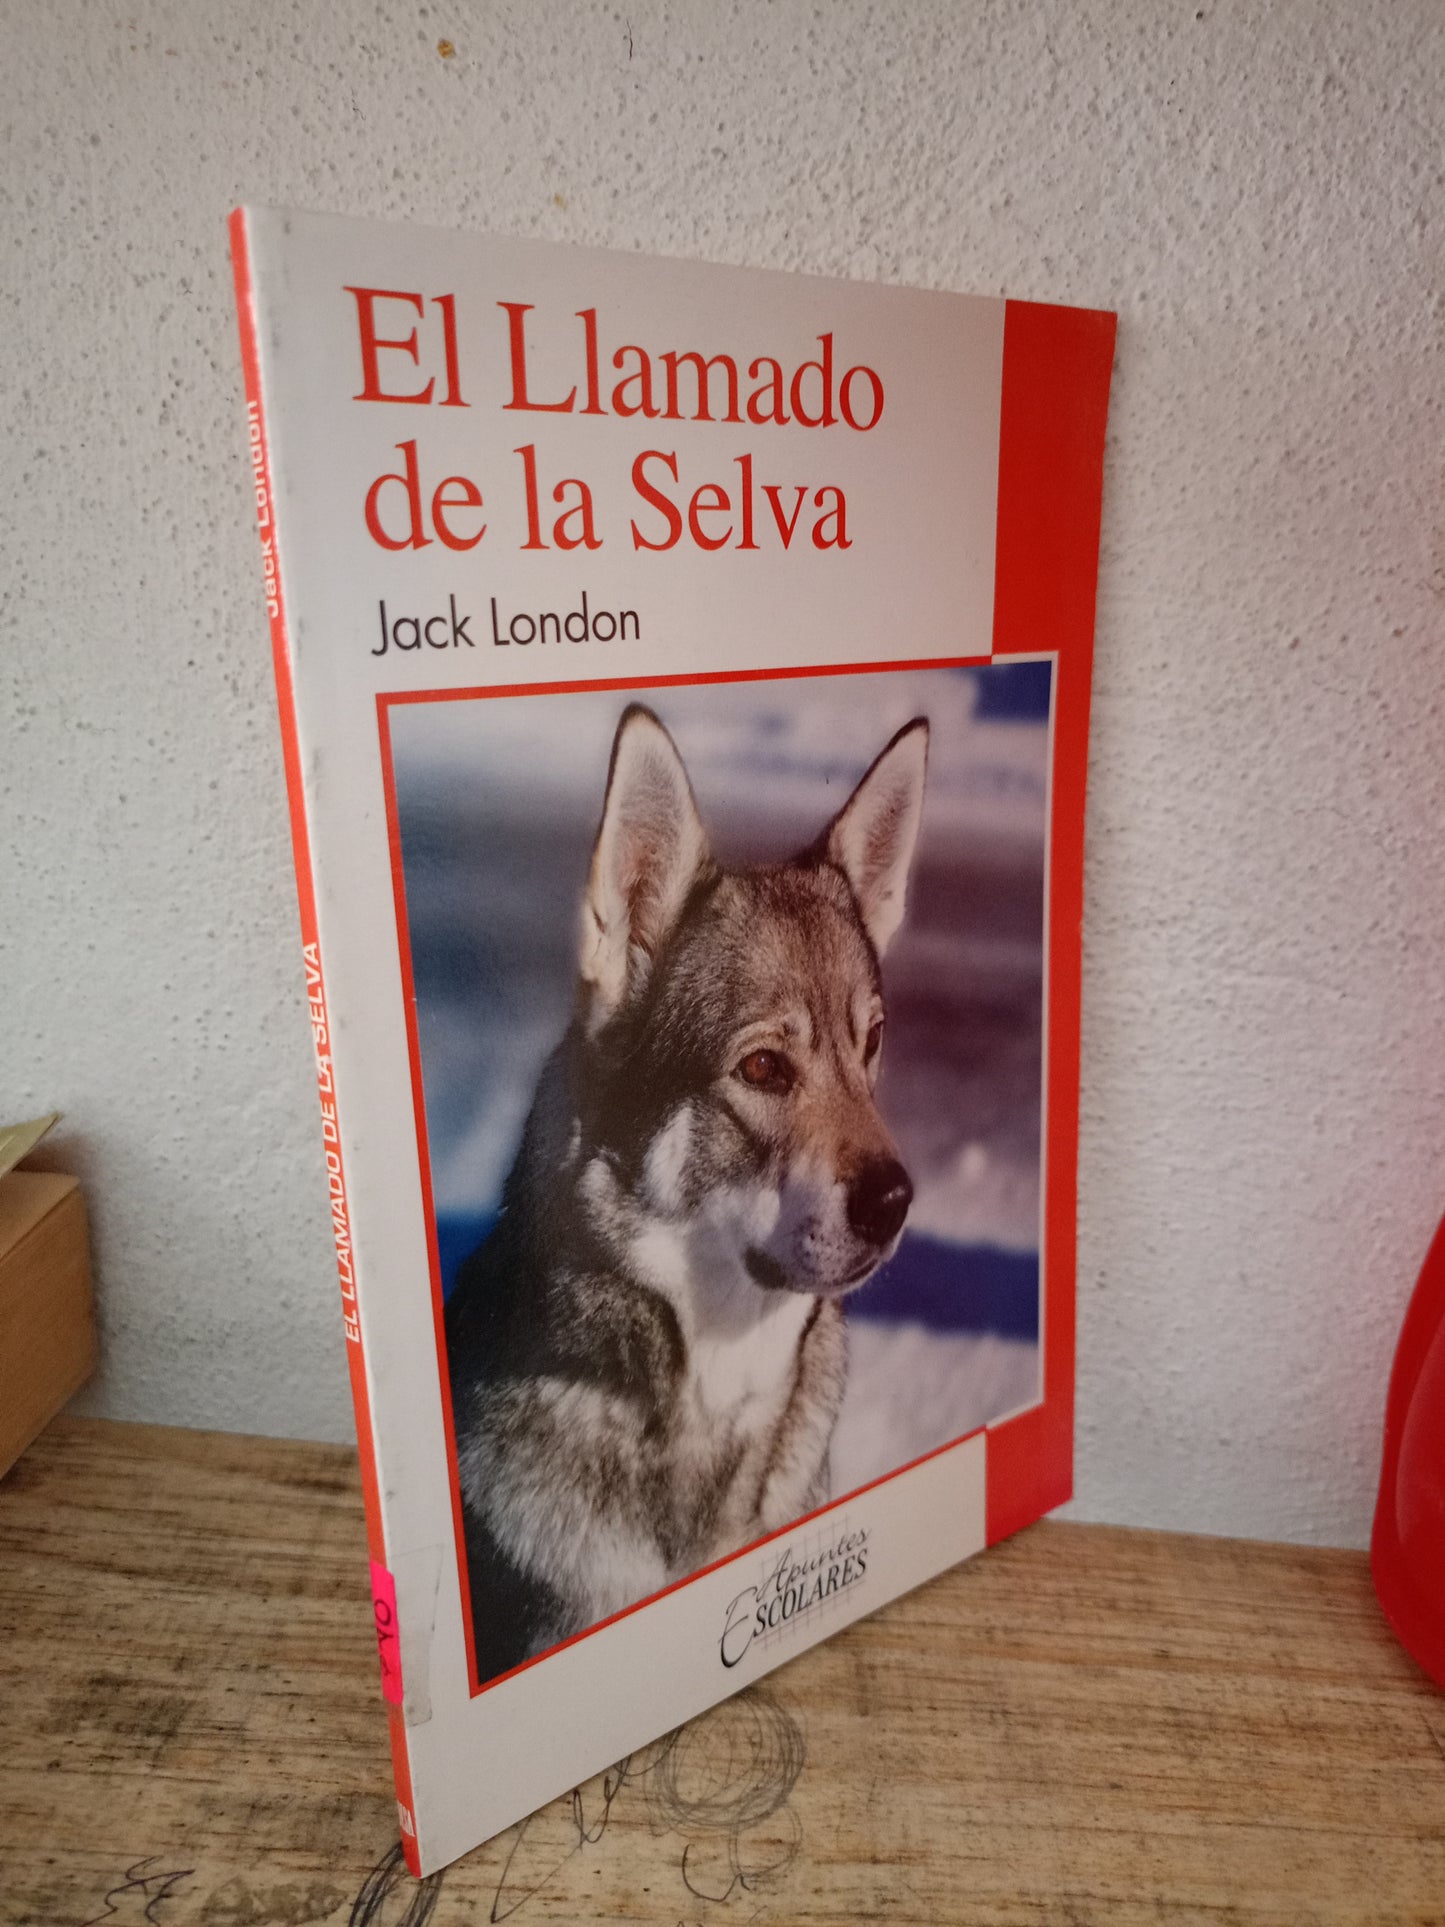 El Llamado
de la Selva
Jack London
Apuntes
ESCOLARES
Jack London
EL LLAMADO DE LA SELVA